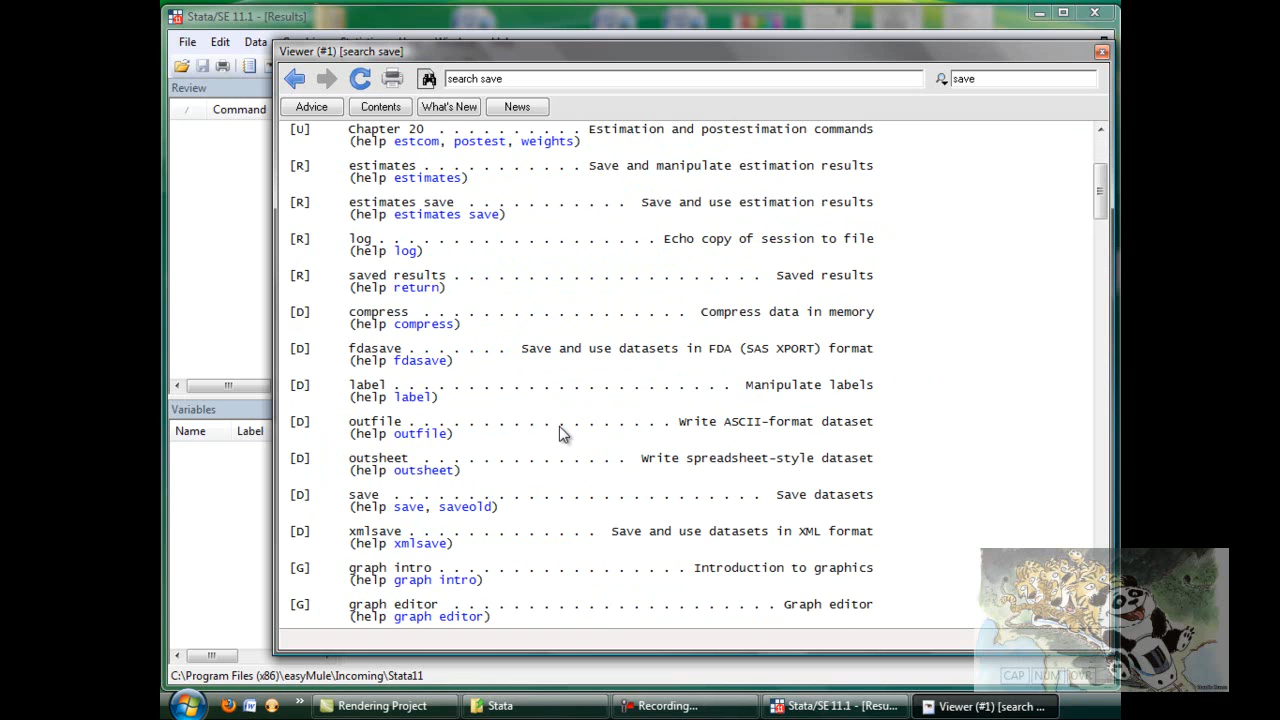 Stata/SE 11.1 - [Results]
File Edit Data
Viewer (#1) [search save]
search save
save
Review
Advice Contents What's New News
/ Command
[U] Chapter 20 . . . . . . . . . . Estimation and postestimation commands
(help estcom, postest, weights)
[R] estimates . . . . . . . . . . . Save and manipulate estimation results
(help estimates)
[R] estimates save . . . . . . . . . . . Save and use estimation results
(help estimates save)
[R] log . . . . . . . . . . . . . . . . . . . Echo copy of session to file
(help log)
[R] saved results . . . . . . . . . . . . . . . . . . . . . Saved results
(help return)
[D] compress . . . . . . . . . . . . . . . . . . Compress data in memory
(help compress)
[D] fdasave . . . . . . . Save and use datasets in FDA (SAS XPORT) format
(help fdasave)
[D] label . . . . . . . . . . . . . . . . . . . . . . . Manipulate labels
(help label)
[D] outfile . . . . . . . . . . . . . . . . . . Write ASCII-format dataset
(help outfile)
[D] outsheet . . . . . . . . . . . . . . Write spreadsheet-style dataset
(help outsheet)
[D] save . . . . . . . . . . . . . . . . . . . . . . . . . Save datasets
(help save, saveold)
[D] xmlsave . . . . . . . . . . . . . Save and use datasets in XML format
(help xmlsave)
[G] graph intro . . . . . . . . . . . . . . . . . Introduction to graphics
(help graph intro)
[G] graph editor . . . . . . . . . . . . . . . . . . . . . . Graph editor
(help graph editor)
Variables
Name Label
C:\Program Files (x86)\easyMule\Incoming\Stata11
CAP NUM OVR
Rendering Project Stata Recording... Stata/SE 11.1 - [Resu... Viewer (#1) [search ...